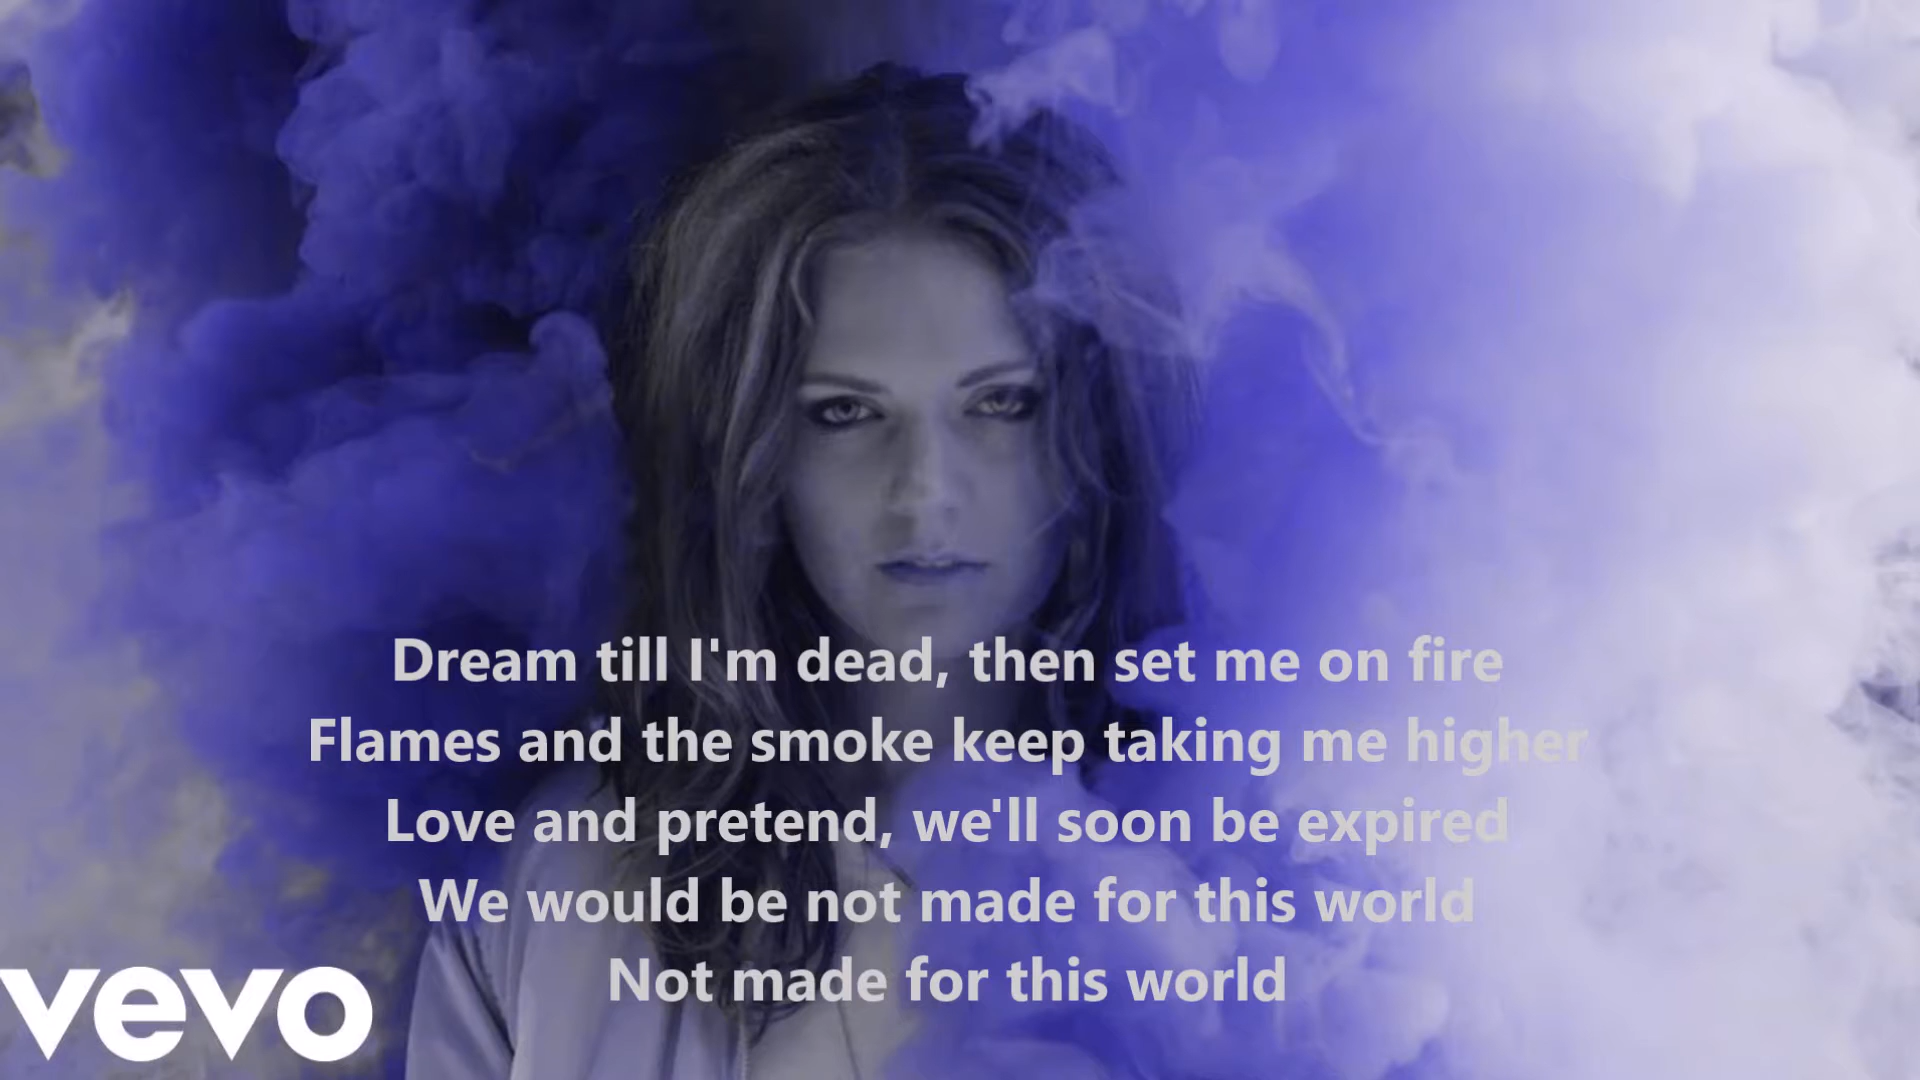 Dream till I'm dead, then set me on fire
Flames and the smoke keep taking me higher
Love and pretend, we'll soon be expired
We would be not made for this world
Not made for this world
vevo